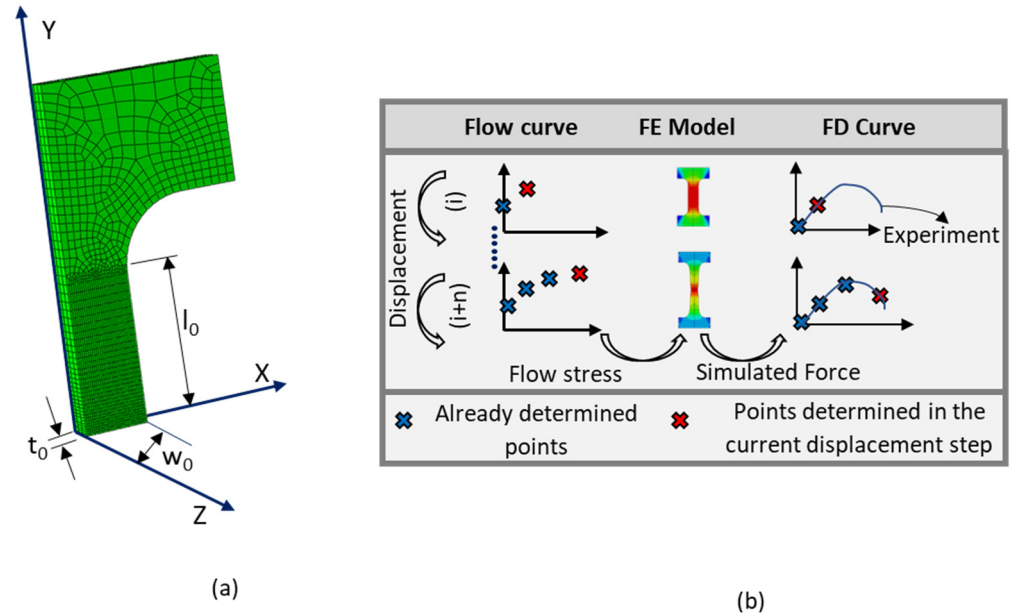 Y
l0
X
t0
w0
Z
(a)
Flow curve FE Model FD Curve
Displacement
(i)
(i+n)
Experiment
Flow stress Simulated Force
Already determined
points
Points determined in the
current displacement step
(b)